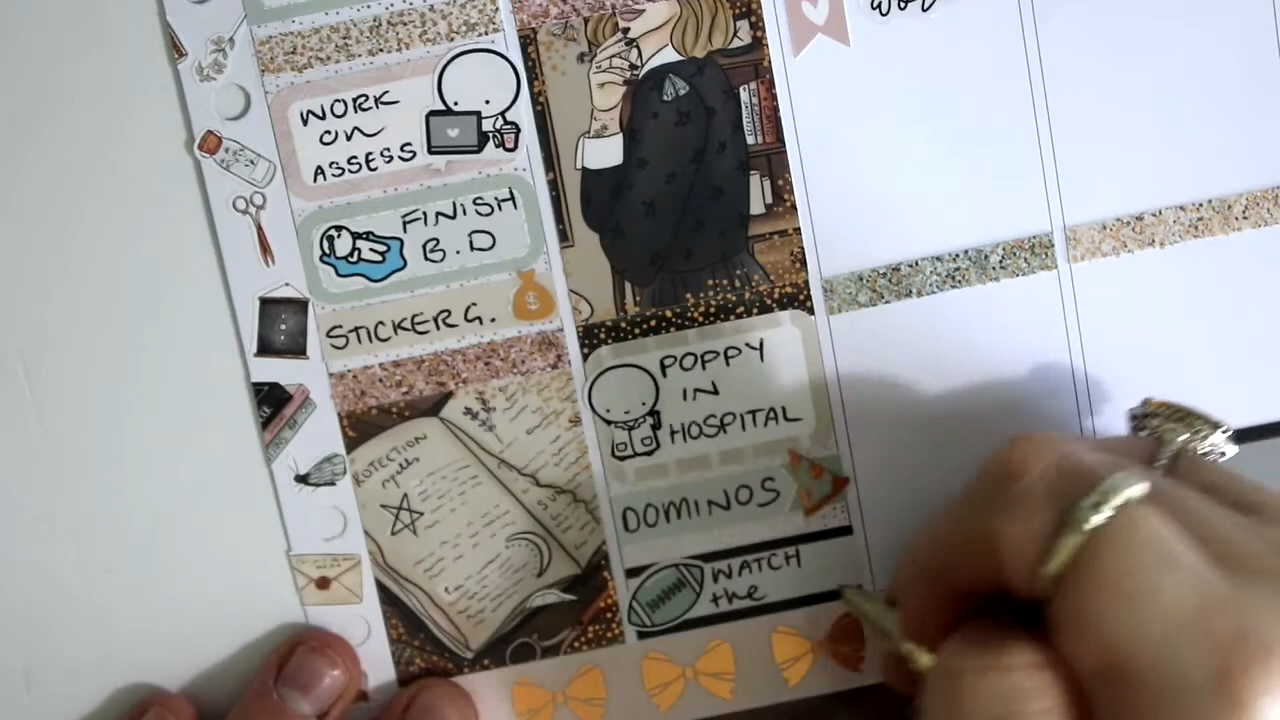 WORK
on
ASSESS
FINISH
B.D
STICKER G.
POPPY
IN
HOSPITAL
DOMINOS
WATCH
the